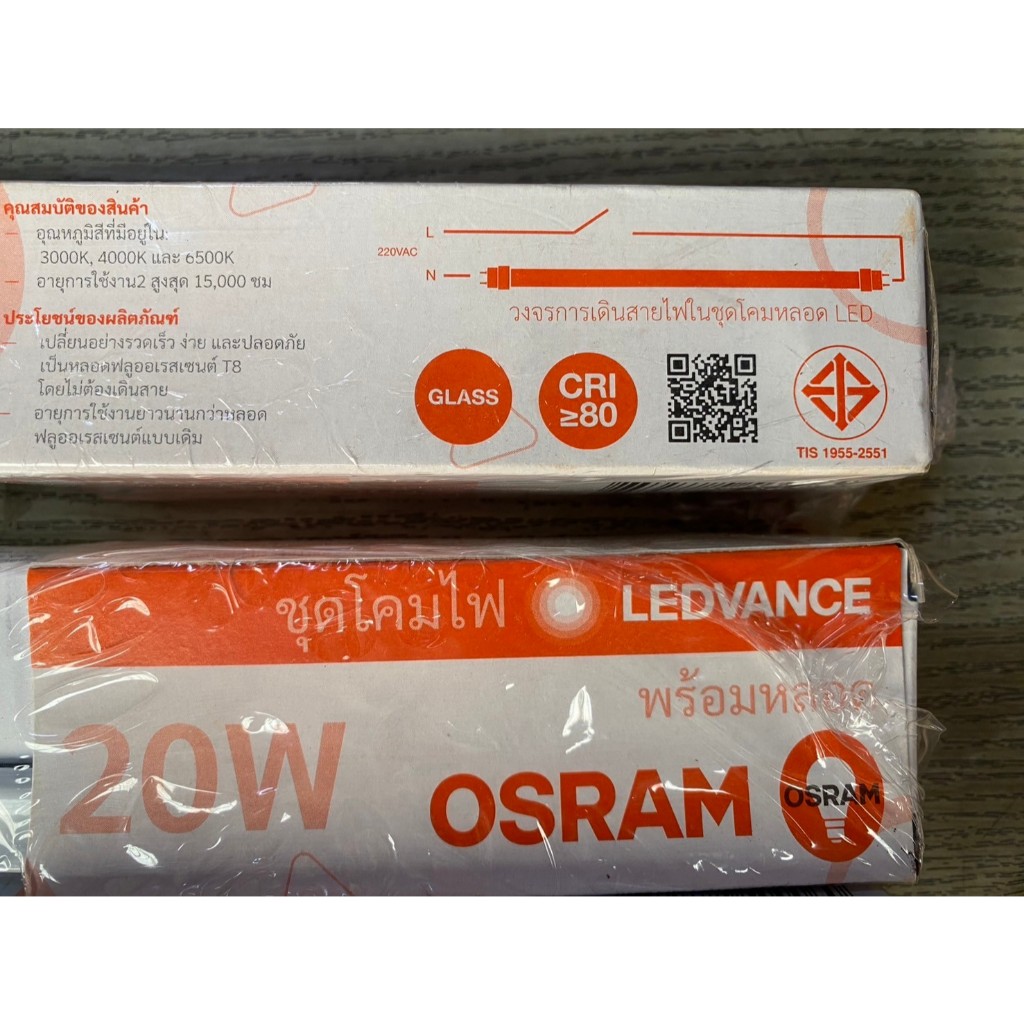 คุณสมบัติของสินค้า
อุณหภูมิสีที่มีอยู่ใน:
3000K, 4000K และ 6500K
อายุการใช้งาน2 สูงสุด 15,000 ชม
ประโยชน์ของผลิตภัณฑ์
เปลี่ยนอย่างรวดเร็ว ง่าย และปลอดภัย
เป็นหลอดฟลูออเรสเซนต์ T8
โดยไม่ต้องเดินสาย
อายุการใช้งานยาวนานกว่าหลอด
ฟลูออเรสเซนต์แบบเดิม
L
220VAC
N
วงจรการเดินสายไฟในชุดโคมหลอด LED
GLASS
CRI
≥80
TIS 1955-2551
ชุดโคมไฟ
LEDVANCE
พร้อมหลอด
20W
OSRAM
OSRAM